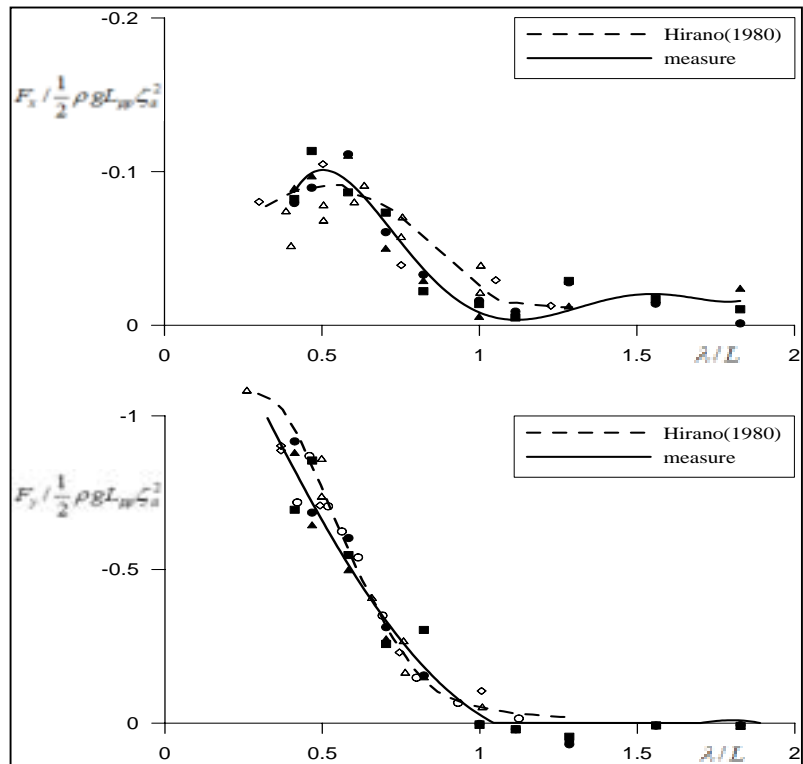 -0.2
Hirano(1980)
measure
F_x / 1/2 ρ g L_pp ζ_a^2
-0.1
0
0 0.5 1 1.5 2
λ / L
-1
Hirano(1980)
measure
F_y / 1/2 ρ g L_pp ζ_a^2
-0.5
0
0 0.5 1 1.5 2
λ / L